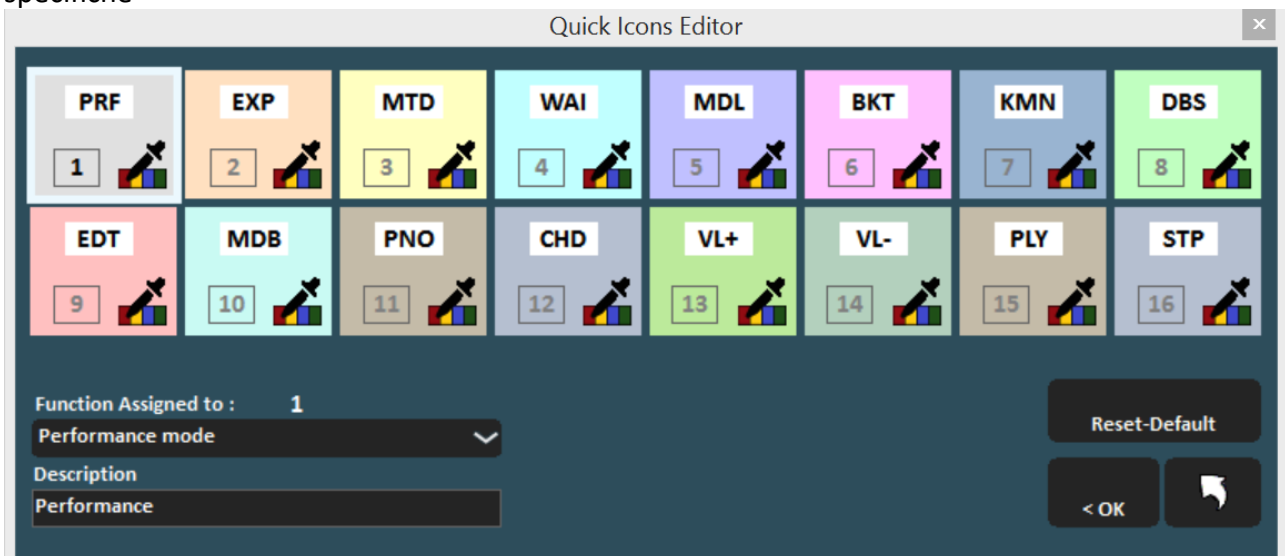 specifiche
Quick Icons Editor
PRF EXP MTD WAI MDL BKT KMN DBS
1 2 3 4 5 6 7 8
EDT MDB PNO CHD VL+ VL- PLY STP
9 10 11 12 13 14 15 16
Function Assigned to : 1
Performance mode
Reset-Default
Description
Performance
< OK